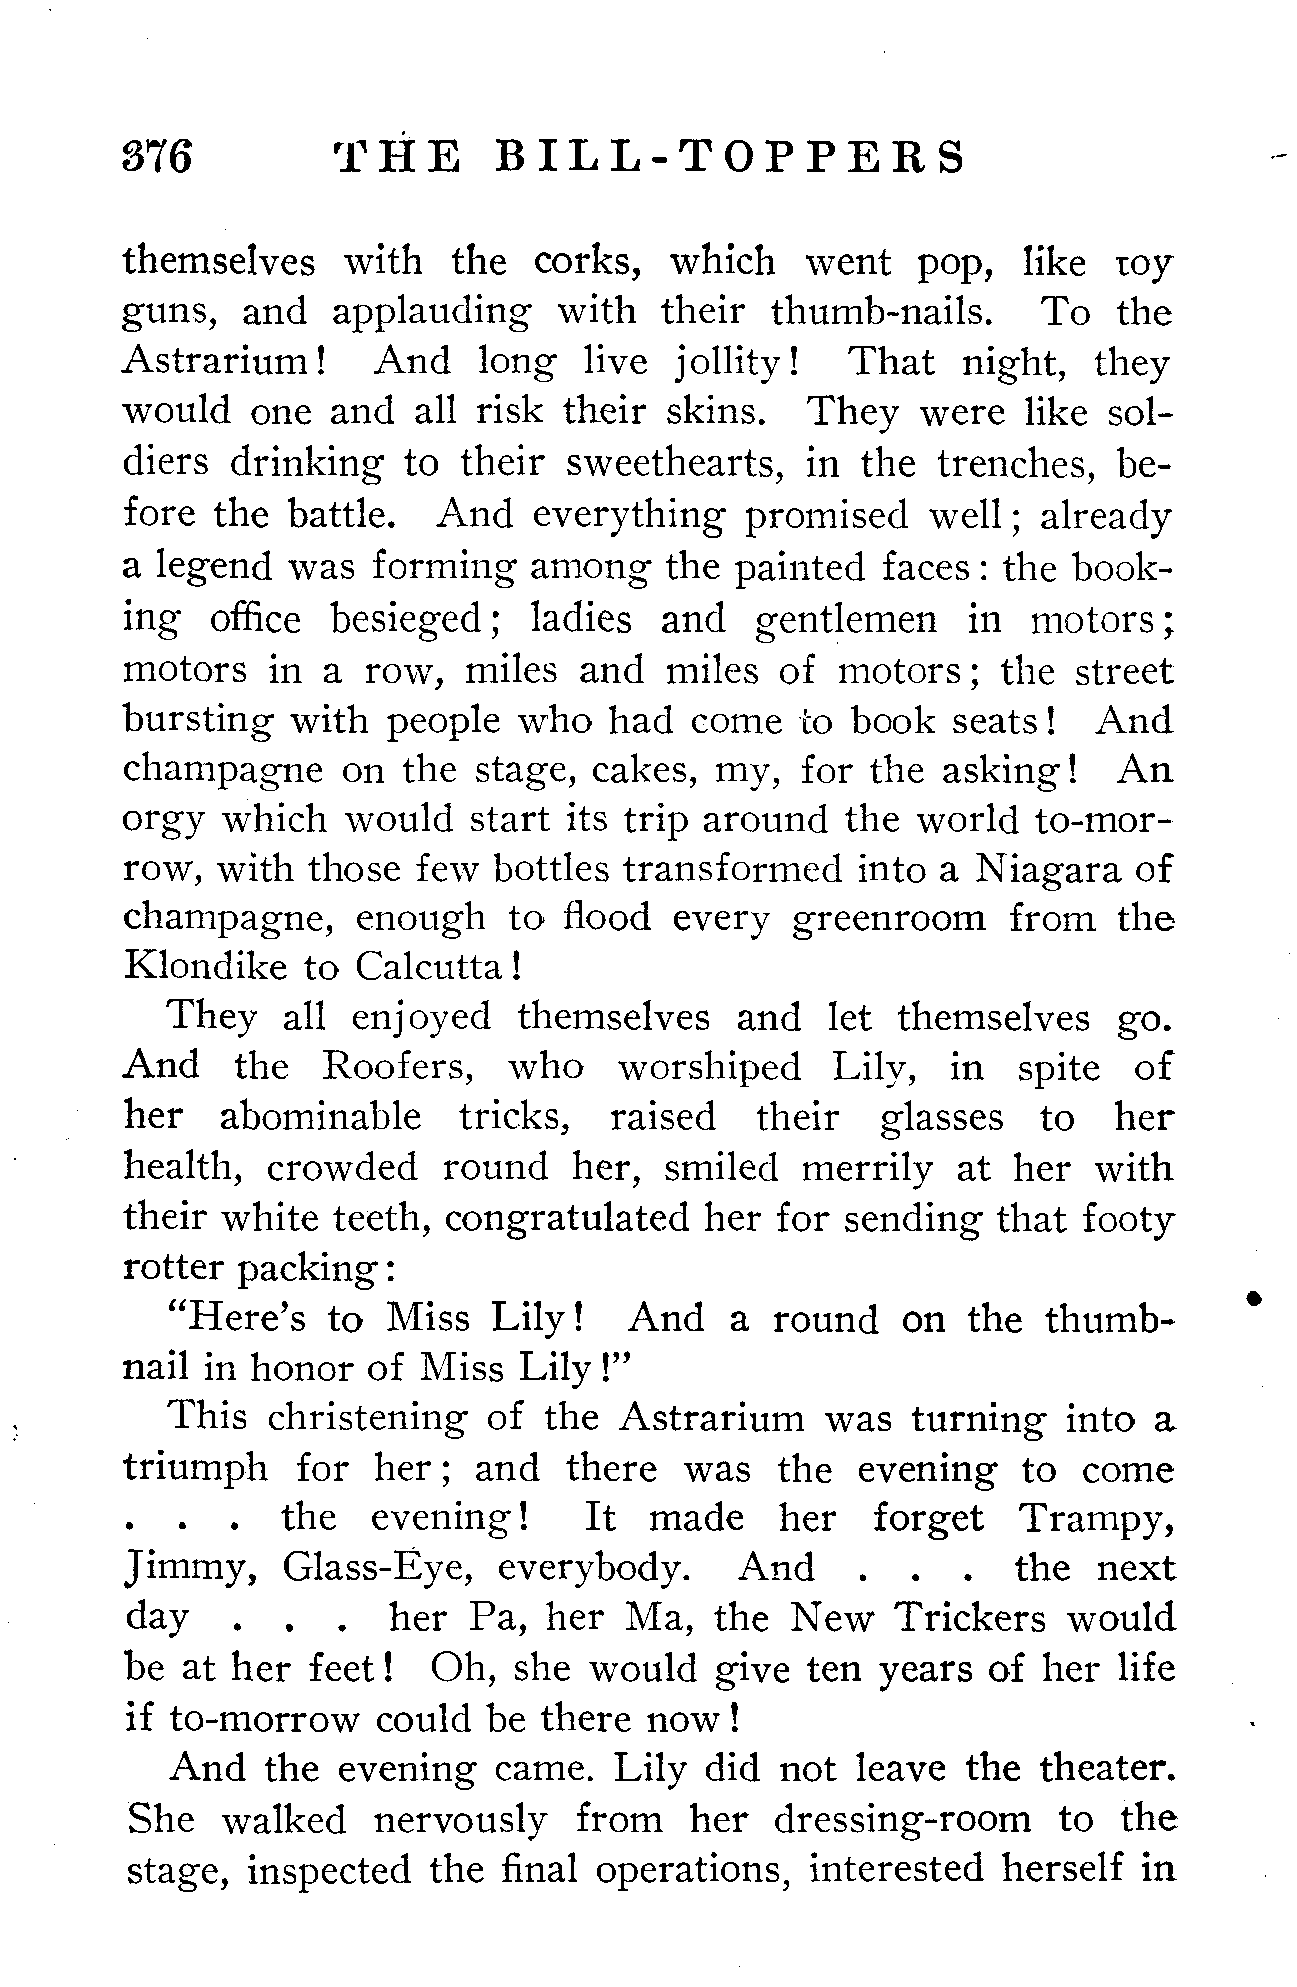 376 THE BILL-TOPPERS
themselves with the corks, which went pop, like toy
guns, and applauding with their thumb-nails. To the
Astrarium! And long live jollity! That night, they
would one and all risk their skins. They were like sol-
diers drinking to their sweethearts, in the trenches, be-
fore the battle. And everything promised well; already
a legend was forming among the painted faces: the book-
ing office besieged; ladies and gentlemen in motors;
motors in a row, miles and miles of motors; the street
bursting with people who had come to book seats! And
champagne on the stage, cakes, my, for the asking! An
orgy which would start its trip around the world to-mor-
row, with those few bottles transformed into a Niagara of
champagne, enough to flood every greenroom from the
Klondike to Calcutta!
They all enjoyed themselves and let themselves go.
And the Roofers, who worshiped Lily, in spite of
her abominable tricks, raised their glasses to her
health, crowded round her, smiled merrily at her with
their white teeth, congratulated her for sending that footy
rotter packing:
"Here's to Miss Lily! And a round on the thumb-
nail in honor of Miss Lily!"
This christening of the Astrarium was turning into a
triumph for her; and there was the evening to come
. . . the evening! It made her forget Trampy,
Jimmy, Glass-Eye, everybody. And . . . the next
day . . . her Pa, her Ma, the New Trickers would
be at her feet! Oh, she would give ten years of her life
if to-morrow could be there now!
And the evening came. Lily did not leave the theater.
She walked nervously from her dressing-room to the
stage, inspected the final operations, interested herself in